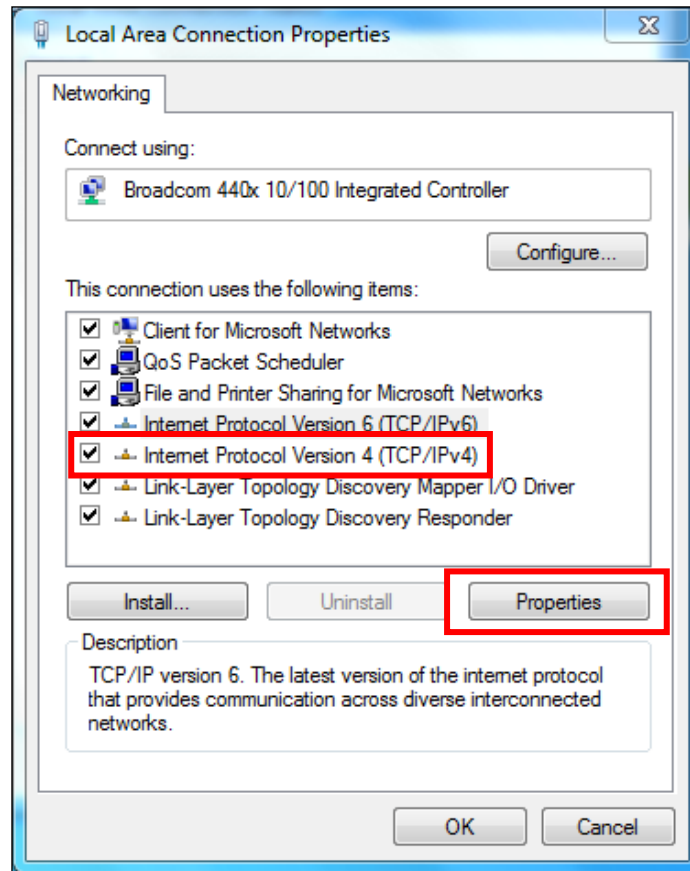 Local Area Connection Properties
Networking
Connect using:
Broadcom 440x 10/100 Integrated Controller
Configure...
This connection uses the following items:
Client for Microsoft Networks
QoS Packet Scheduler
File and Printer Sharing for Microsoft Networks
Internet Protocol Version 6 (TCP/IPv6)
Internet Protocol Version 4 (TCP/IPv4)
Link-Layer Topology Discovery Mapper I/O Driver
Link-Layer Topology Discovery Responder
Install... Uninstall Properties
Description
TCP/IP version 6. The latest version of the internet protocol
that provides communication across diverse interconnected
networks.
OK Cancel